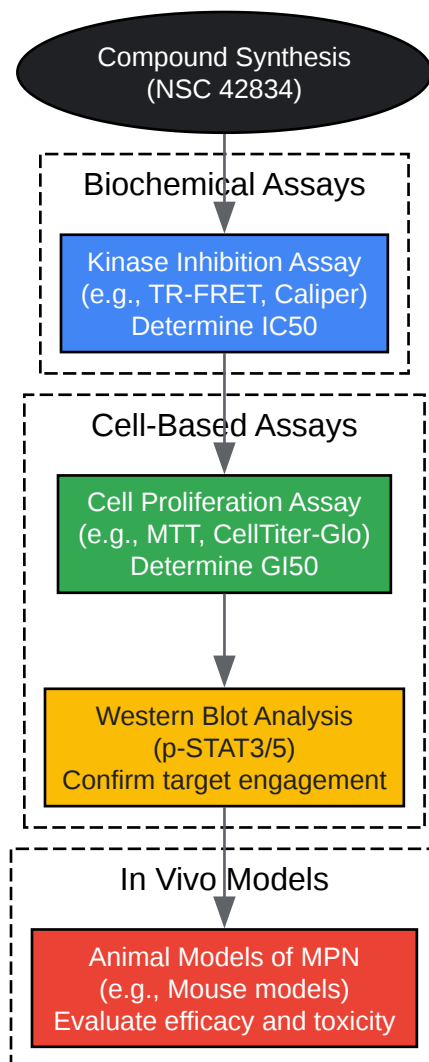 Compound Synthesis
(NSC 42834)
Biochemical Assays
Kinase Inhibition Assay
(e.g., TR-FRET, Caliper)
Determine IC50
Cell-Based Assays
Cell Proliferation Assay
(e.g., MTT, CellTiter-Glo)
Determine GI50
Western Blot Analysis
(p-STAT3/5)
Confirm target engagement
In Vivo Models
Animal Models of MPN
(e.g., Mouse models)
Evaluate efficacy and toxicity